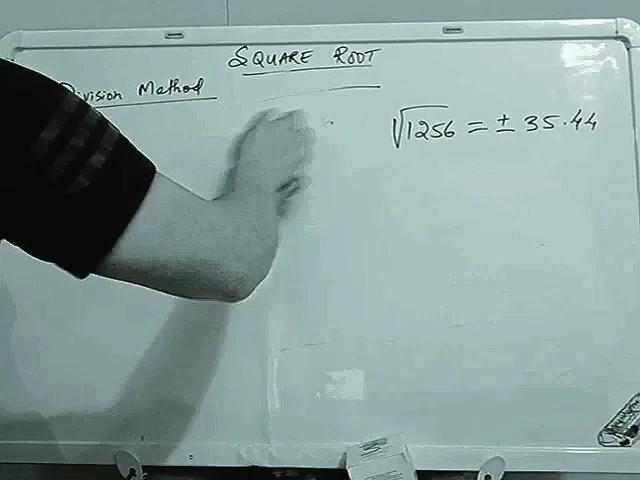 SQUARE ROOT
Division Method
√1256 = ± 35.44